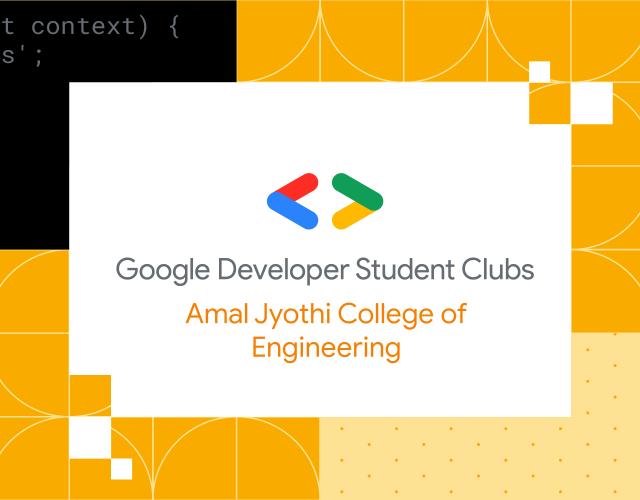 t context) {
s';
Google Developer Student Clubs
Amal Jyothi College of
Engineering